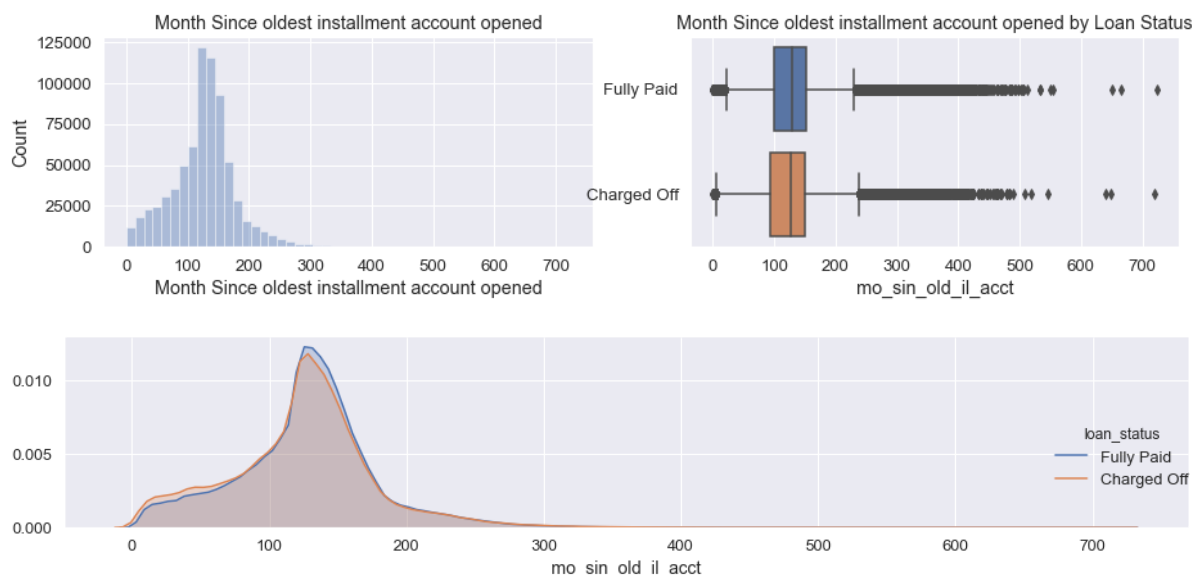 Month Since oldest installment account opened
125000
100000
75000
50000
25000
0
Count
0 100 200 300 400 500 600 700
Month Since oldest installment account opened
Month Since oldest installment account opened by Loan Status
Fully Paid
Charged Off
0 100 200 300 400 500 600 700
mo_sin_old_il_acct
0.010
0.005
0.000
loan_status
Fully Paid
Charged Off
0 100 200 300 400 500 600 700
mo_sin_old_il_acct